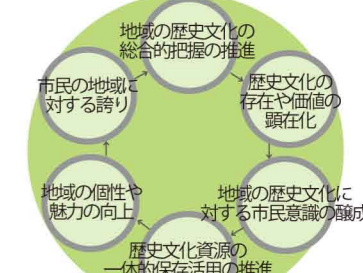 地域の歴史文化の
総合的把握の推進
歴史文化の
存在や価値の
顕在化
地域の歴史文化に
対する市民意識の醸成
歴史文化資源の
一体的保存活用の推進
地域の個性や
魅力の向上
市民の地域に
対する誇り